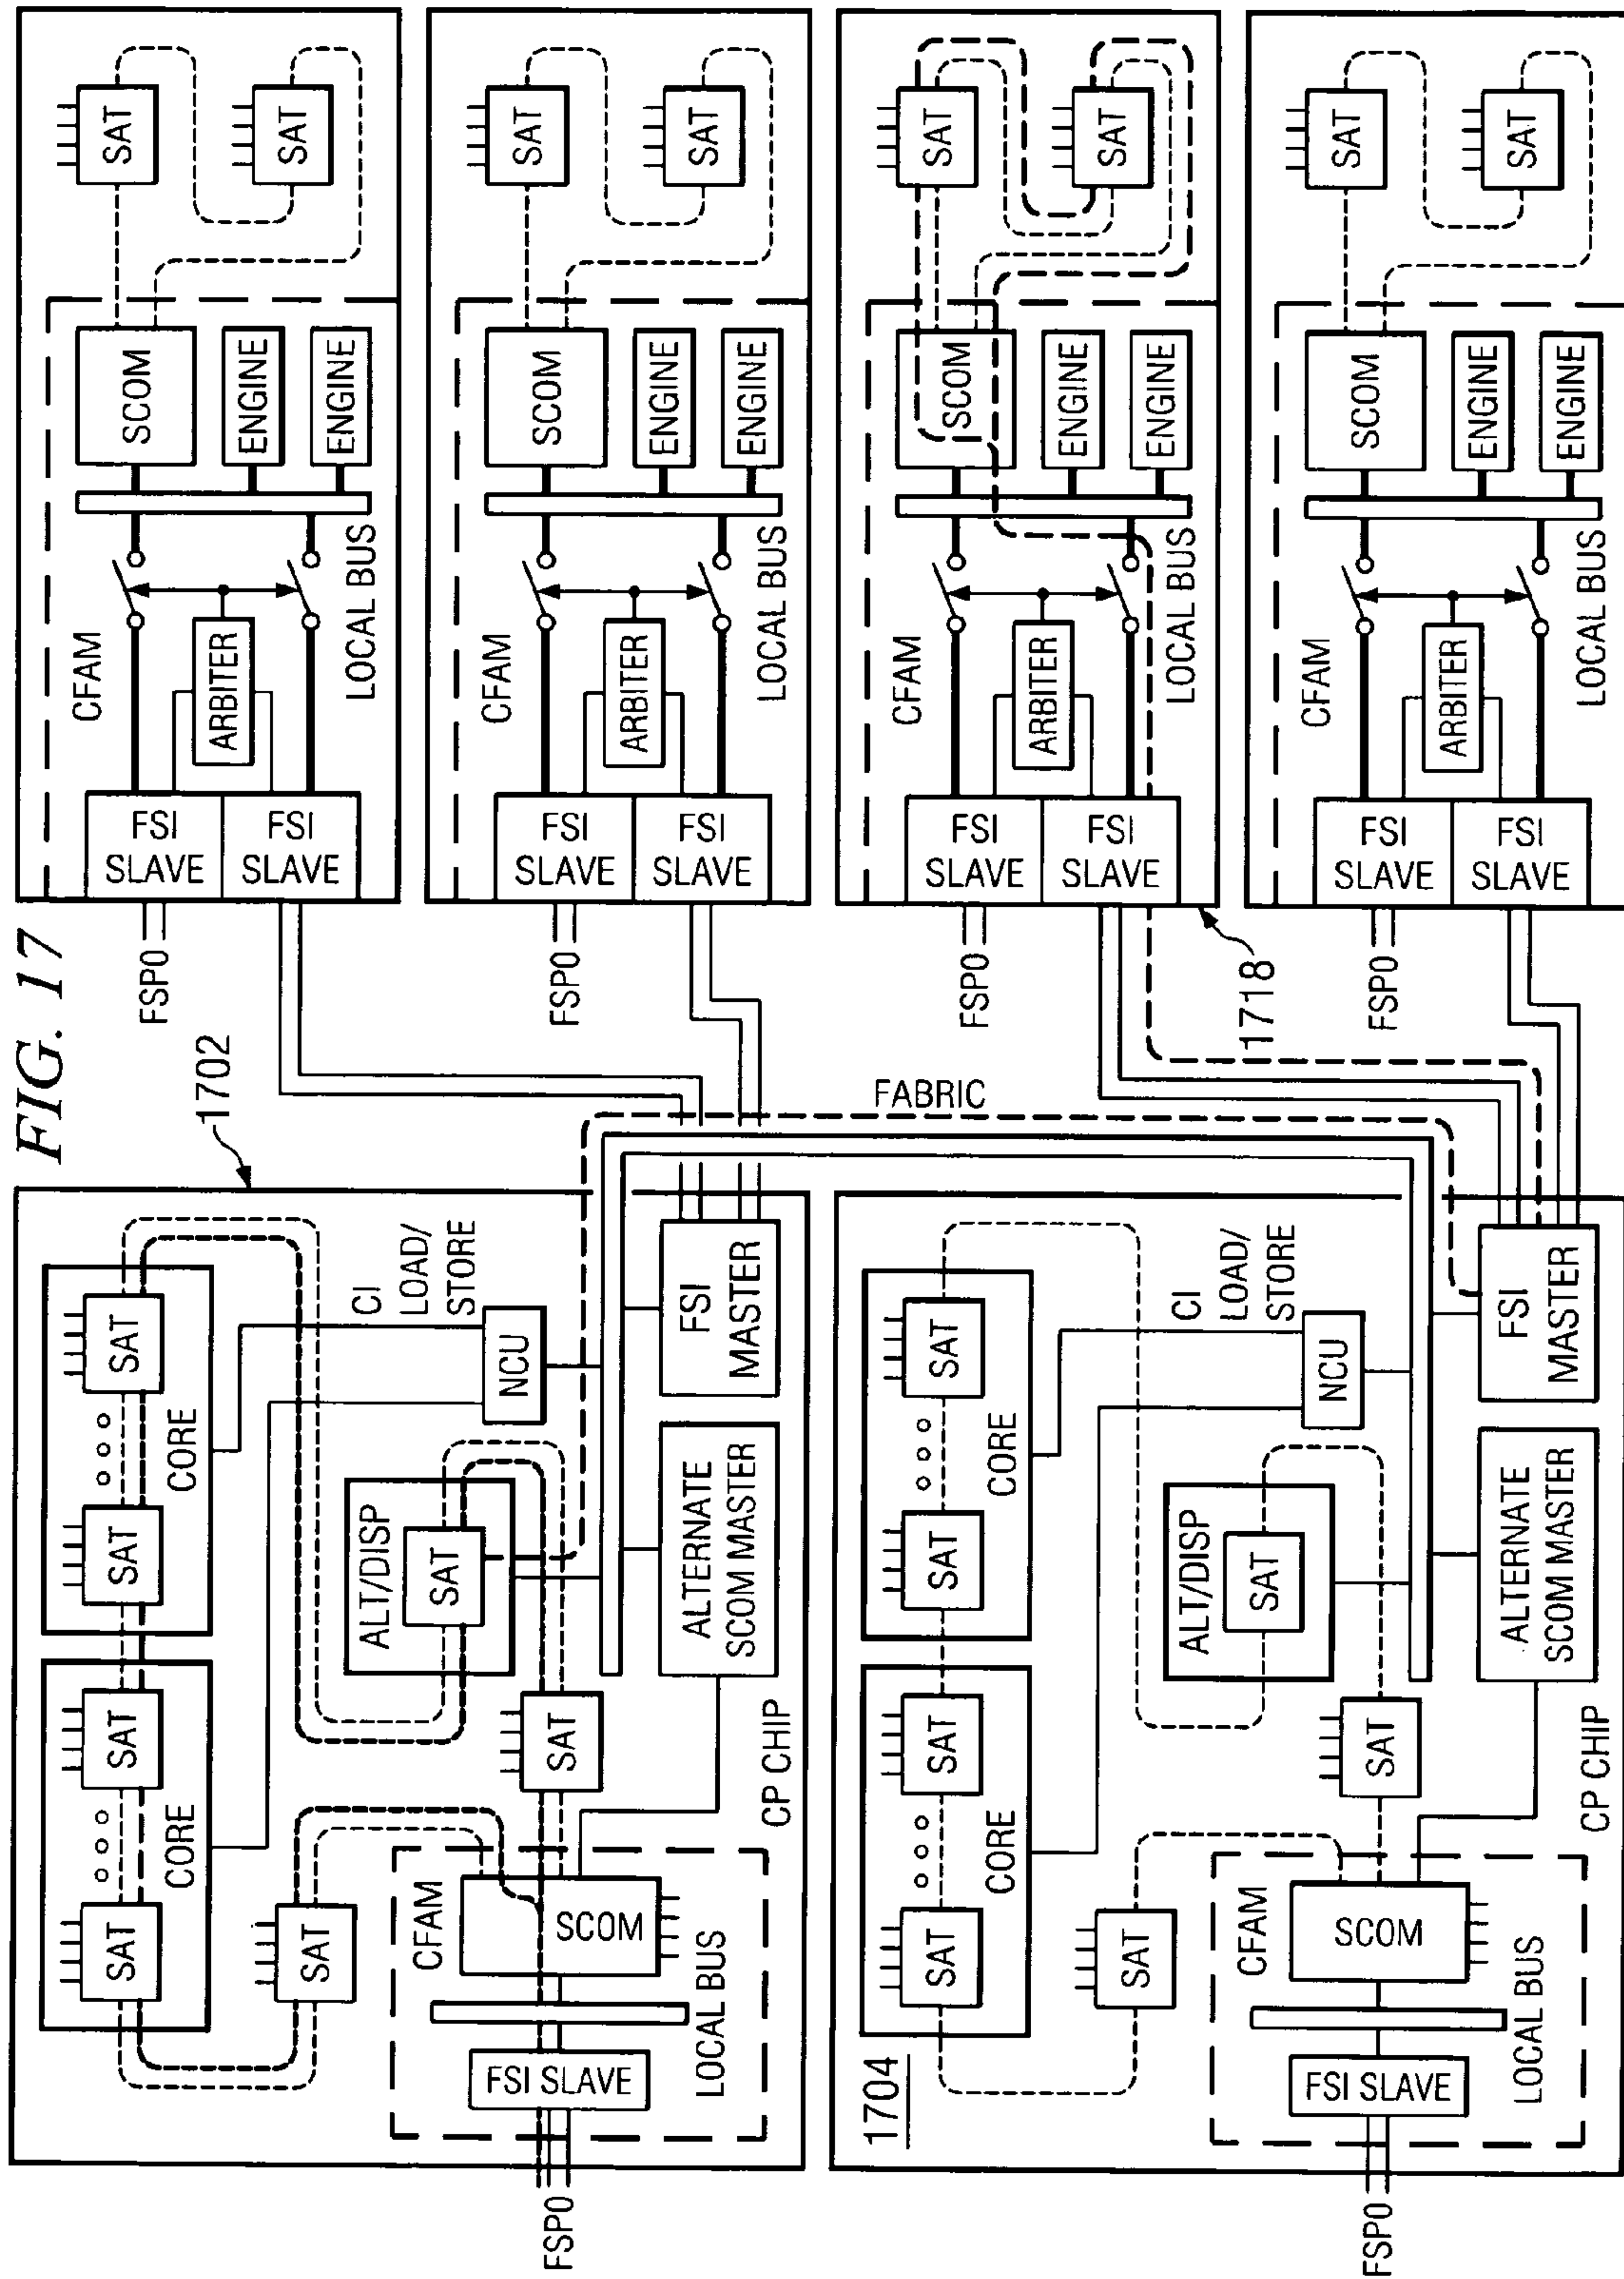 FIG. 17
1702
SAT
SAT
CORE
SAT
SAT
CORE
SAT
CI
LOAD/
STORE
NCU
ALT/DISP
SAT
SAT
CFAM
SCOM
FSI SLAVE
LOCAL BUS
FSP0
ALTERNATE
SCOM MASTER
FSI
MASTER
CP CHIP
FABRIC
1704
SAT
SAT
CORE
SAT
SAT
CORE
SAT
CI
LOAD/
STORE
NCU
ALT/DISP
SAT
SAT
CFAM
SCOM
FSI SLAVE
LOCAL BUS
FSP0
ALTERNATE
SCOM MASTER
FSI
MASTER
CP CHIP
FSP0
FSI
SLAVE
FSI
SLAVE
CFAM
ARBITER
LOCAL BUS
SCOM
ENGINE
ENGINE
SAT
SAT
FSP0
FSI
SLAVE
FSI
SLAVE
CFAM
ARBITER
LOCAL BUS
SCOM
ENGINE
ENGINE
SAT
SAT
FSP0
FSI
SLAVE
FSI
SLAVE
CFAM
ARBITER
LOCAL BUS
SCOM
ENGINE
ENGINE
SAT
SAT
1718
FSP0
FSI
SLAVE
FSI
SLAVE
CFAM
ARBITER
LOCAL BUS
SCOM
ENGINE
ENGINE
SAT
SAT